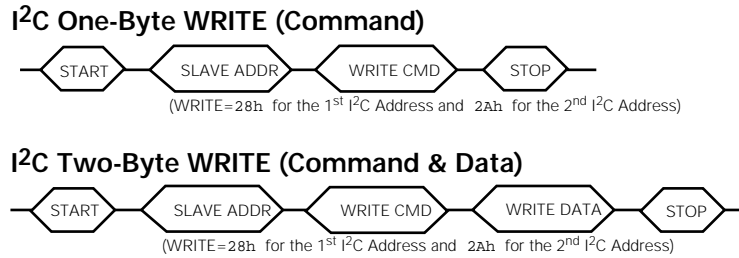 I²C One-Byte WRITE (Command)
START SLAVE ADDR WRITE CMD STOP
(WRITE=28h for the 1st I²C Address and 2Ah for the 2nd I²C Address)
I²C Two-Byte WRITE (Command & Data)
START SLAVE ADDR WRITE CMD WRITE DATA STOP
(WRITE=28h for the 1st I²C Address and 2Ah for the 2nd I²C Address)